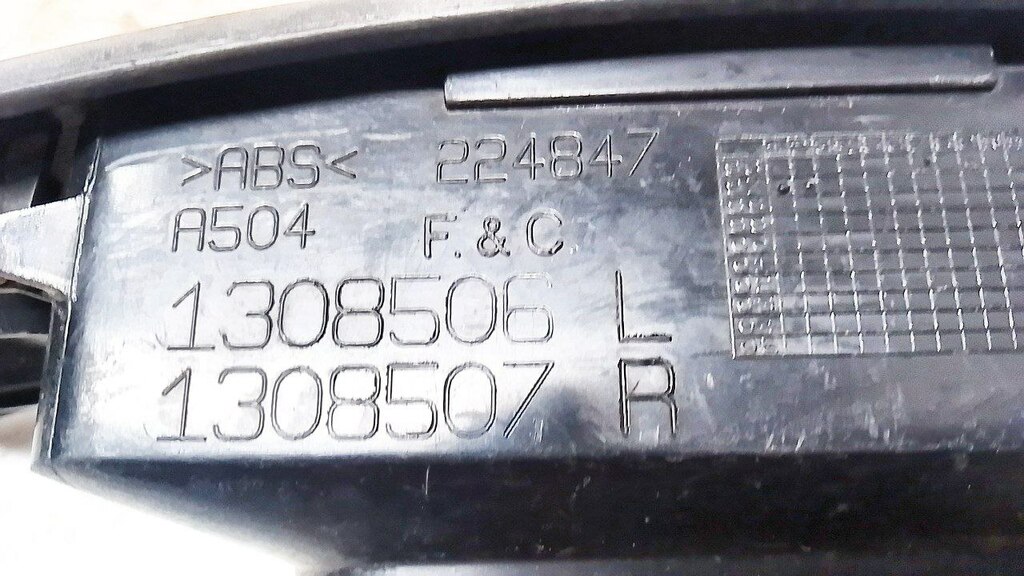 >ABS< 224847
A504 F. & C.
1308506 L
1308507 R